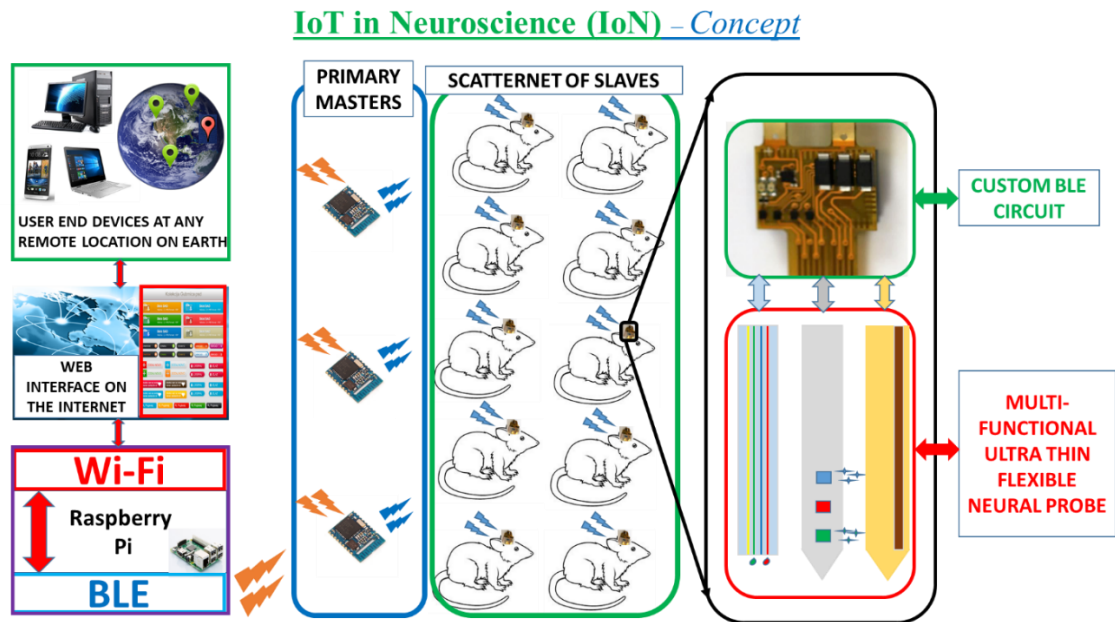 IoT in Neuroscience (IoN) – Concept
USER END DEVICES AT ANY
REMOTE LOCATION ON EARTH
WEB
INTERFACE ON
THE INTERNET
Wi-Fi
Raspberry
Pi
BLE
PRIMARY
MASTERS
SCATTERNET OF SLAVES
CUSTOM BLE
CIRCUIT
MULTI-
FUNCTIONAL
ULTRA THIN
FLEXIBLE
NEURAL PROBE